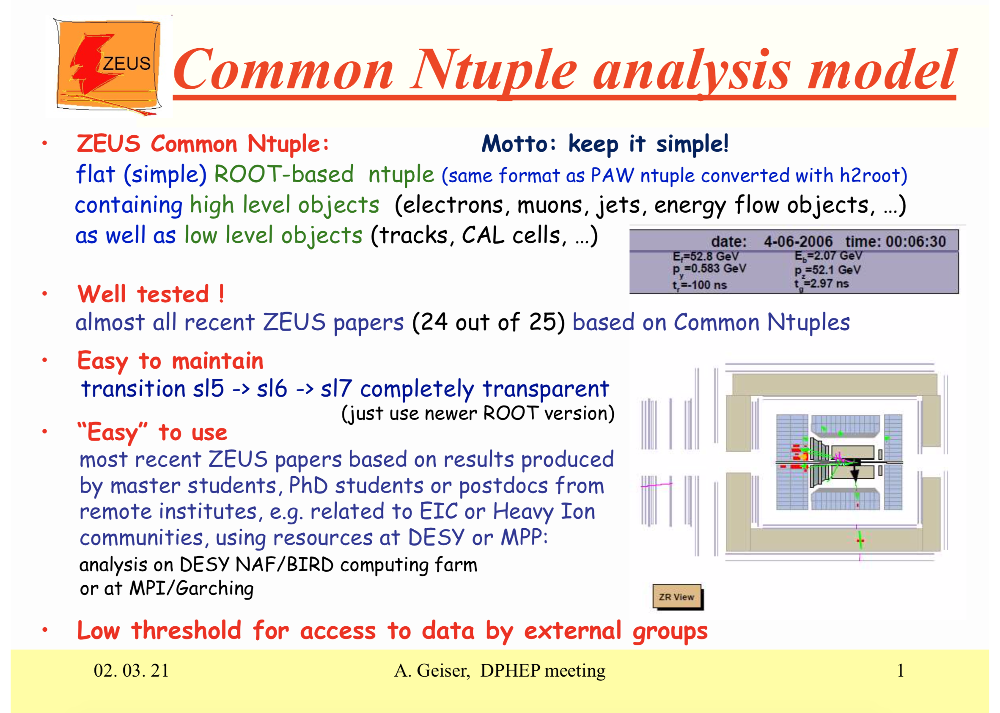 ZEUS
Common Ntuple analysis model
• ZEUS Common Ntuple: Motto: keep it simple!
flat (simple) ROOT-based ntuple (same format as PAW ntuple converted with h2root)
containing high level objects (electrons, muons, jets, energy flow objects, …)
as well as low level objects (tracks, CAL cells, …)
date: 4-06-2006 time: 00:06:30
Ef=52.8 GeV Eb=2.07 GeV
py=0.583 GeV pz=52.1 GeV
tr=-100 ns tg=2.97 ns
• Well tested !
almost all recent ZEUS papers (24 out of 25) based on Common Ntuples
• Easy to maintain
transition sl5 -> sl6 -> sl7 completely transparent
(just use newer ROOT version)
• “Easy” to use
most recent ZEUS papers based on results produced
by master students, PhD students or postdocs from
remote institutes, e.g. related to EIC or Heavy Ion
communities, using resources at DESY or MPP:
analysis on DESY NAF/BIRD computing farm
or at MPI/Garching
ZR View
• Low threshold for access to data by external groups
02. 03. 21 A. Geiser, DPHEP meeting 1